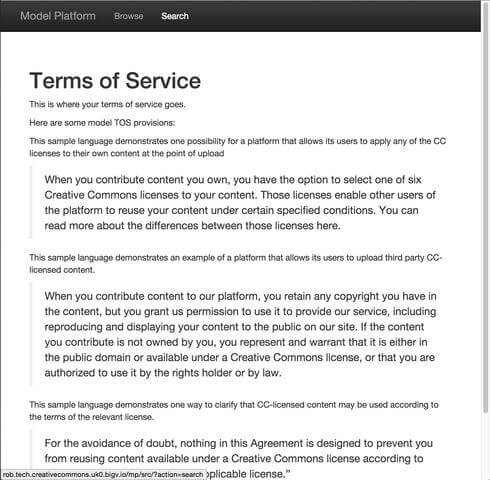 Model Platform Browse Search
Terms of Service
This is where your terms of service goes.
Here are some model TOS provisions:
This sample language demonstrates one possibility for a platform that allows its users to apply any of the CC
licenses to their own content at the point of upload
When you contribute content you own, you have the option to select one of six
Creative Commons licenses to your content. Those licenses enable other users of
the platform to reuse your content under certain specified conditions. You can
read more about the differences between those licenses here.
This sample language demonstrates an example of a platform that allows its users to upload third party CC-
licensed content.
When you contribute content to our platform, you retain any copyright you have in
the content, but you grant us permission to use it to provide our service, including
reproducing and displaying your content to the public on our site. If the content
you contribute is not owned by you, you represent and warrant that it is either in
the public domain or available under a Creative Commons license, or that you are
authorized to use it by the rights holder or by law.
This sample language demonstrates one way to clarify that CC-licensed content may be used according to
the terms of the relevant license.
For the avoidance of doubt, nothing in this Agreement is designed to prevent you
from reusing content available under a Creative Commons license according to
rob.tech.creativecommons.uk0.bigv.io/mp/src/?action=search license.”